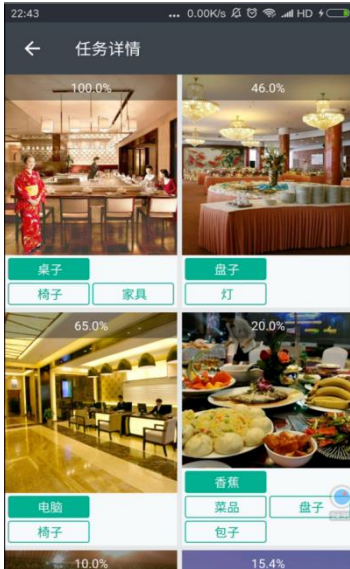 22:43
... 0.00K/s HD
任务详情
100.0%
46.0%
桌子
椅子 家具
盘子
灯
65.0%
20.0%
电脑
椅子
香蕉
菜品 盘子
包子
10.0%
15.4%